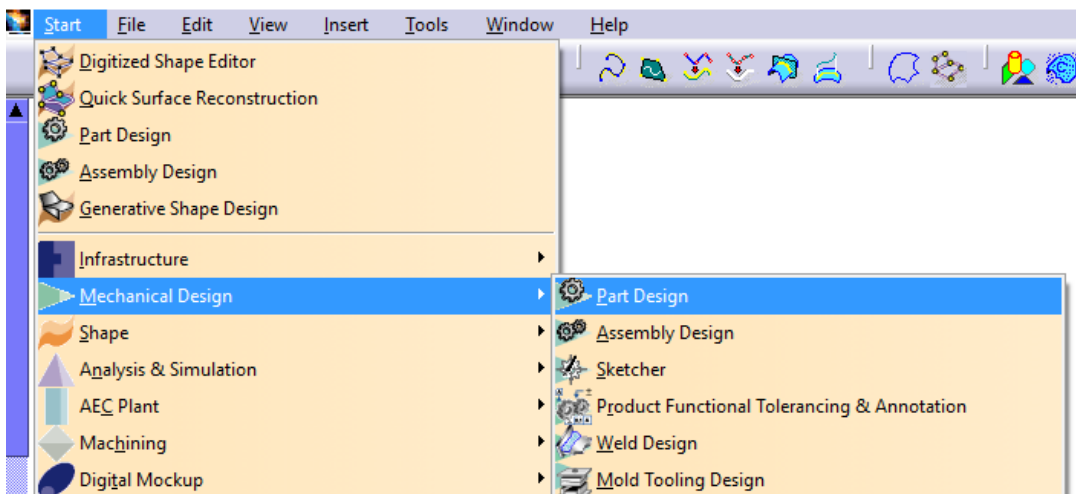 Start File Edit View Insert Tools Window Help
Digitized Shape Editor
Quick Surface Reconstruction
Part Design
Assembly Design
Generative Shape Design
Infrastructure
Mechanical Design
Shape
Analysis & Simulation
AEC Plant
Machining
Digital Mockup
Part Design
Assembly Design
Sketcher
Product Functional Tolerancing & Annotation
Weld Design
Mold Tooling Design